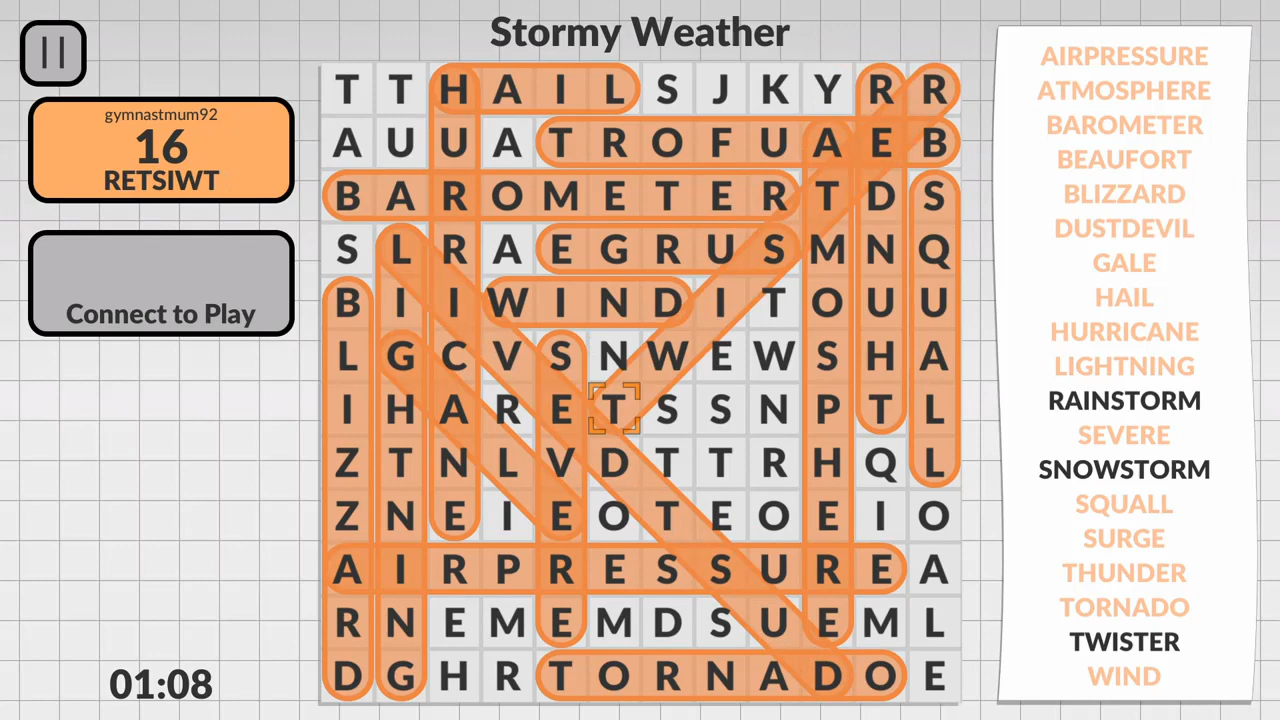 Stormy Weather
gymnastmum92
16
RETSIWT
Connect to Play
01:08
T T H A I L S J K Y R R
A U U A T R O F U A E B
B A R O M E T E R T D S
S L R A E G R U S M N Q
B I I W I N D I T O U U
L G C V S N W E W S H A
I H A R E T S S N P T L
Z T N L V D T T R H Q L
Z N E I E O T E O E I O
A I R P R E S S U R E A
R N E M E M D S U E M L
D G H R T O R N A D O E
AIRPRESSURE
ATMOSPHERE
BAROMETER
BEAUFORT
BLIZZARD
DUSTDEVIL
GALE
HAIL
HURRICANE
LIGHTNING
RAINSTORM
SEVERE
SNOWSTORM
SQUALL
SURGE
THUNDER
TORNADO
TWISTER
WIND